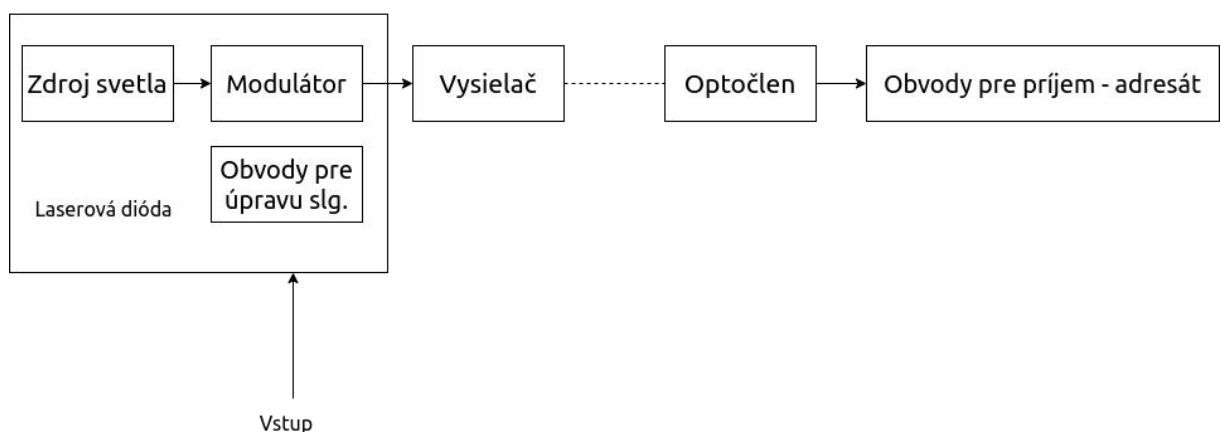 Zdroj svetla
Modulátor
Vysielač
Optočlen
Obvody pre príjem - adresát
Obvody pre
úpravu slg.
Laserová dióda
Vstup